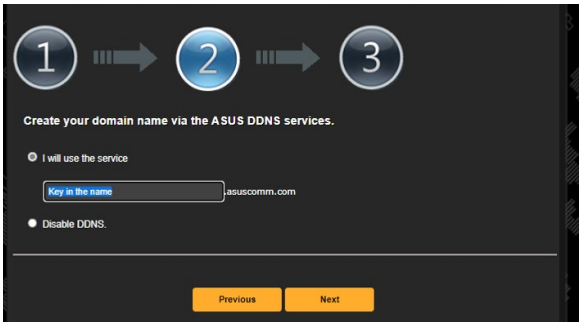 1 2 3
Create your domain name via the ASUS DDNS services.
I will use the service
Key in the name .asuscomm.com
Disable DDNS.
Previous Next